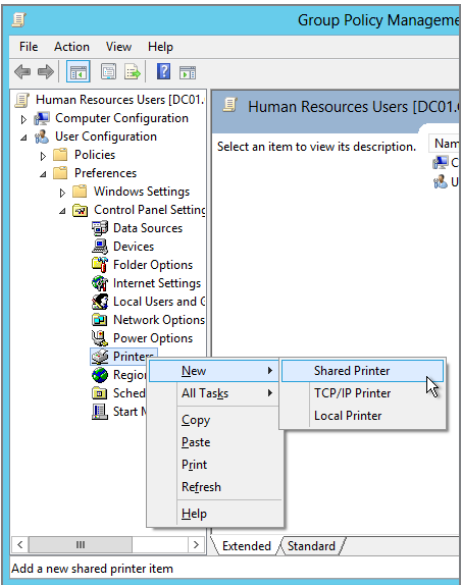 Group Policy Manageme
File Action View Help
Human Resources Users [DC01.
Computer Configuration
User Configuration
Policies
Preferences
Windows Settings
Control Panel Setting
Data Sources
Devices
Folder Options
Internet Settings
Local Users and G
Network Options
Power Options
Printers
Region
Sched
Start M
Human Resources Users [DC01.
Select an item to view its description.
Nam
C
U
New
All Tasks
Copy
Paste
Print
Refresh
Help
Shared Printer
TCP/IP Printer
Local Printer
Extended Standard
Add a new shared printer item